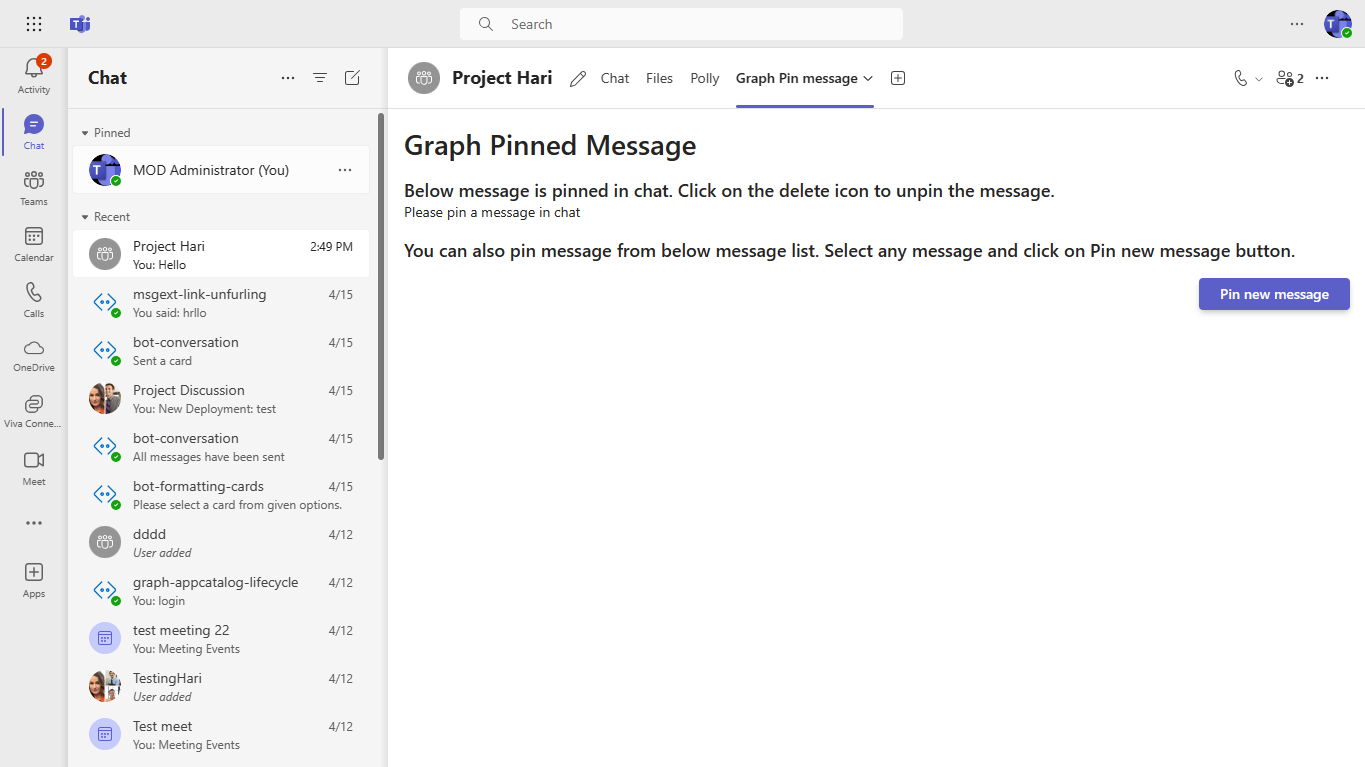 Search
2
Activity
Chat
Teams
Calendar
Calls
OneDrive
Viva Conne...
Meet
Apps
Chat
Pinned
MOD Administrator (You)
Recent
Project Hari 2:49 PM
You: Hello
msgext-link-unfurling 4/15
You said: hrllo
bot-conversation 4/15
Sent a card
Project Discussion 4/15
You: New Deployment: test
bot-conversation 4/15
All messages have been sent
bot-formatting-cards 4/15
Please select a card from given options.
dddd 4/12
User added
graph-appcatalog-lifecycle 4/12
You: login
test meeting 22 4/12
You: Meeting Events
TestingHari 4/12
User added
Test meet 4/12
You: Meeting Events
Project Hari Chat Files Polly Graph Pin message 2
Graph Pinned Message
Below message is pinned in chat. Click on the delete icon to unpin the message.
Please pin a message in chat
You can also pin message from below message list. Select any message and click on Pin new message button.
Pin new message